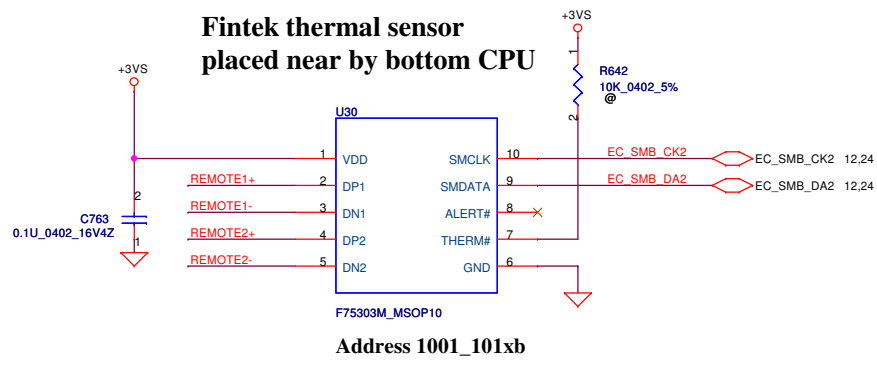 Fintek thermal sensor
placed near by bottom CPU
+3VS
+3VS
1
R642
10K_0402_5%
@
2
U30
1 VDD SMCLK 10 EC_SMB_CK2 EC_SMB_CK2 12,24
REMOTE1+ 2 DP1 SMDATA 9 EC_SMB_DA2 EC_SMB_DA2 12,24
2
REMOTE1- 3 DN1 ALERT# 8
C763
0.1U_0402_16V4Z
REMOTE2+ 4 DP2 THERM# 7
1
REMOTE2- 5 DN2 GND 6
F75303M_MSOP10
Address 1001_101xb